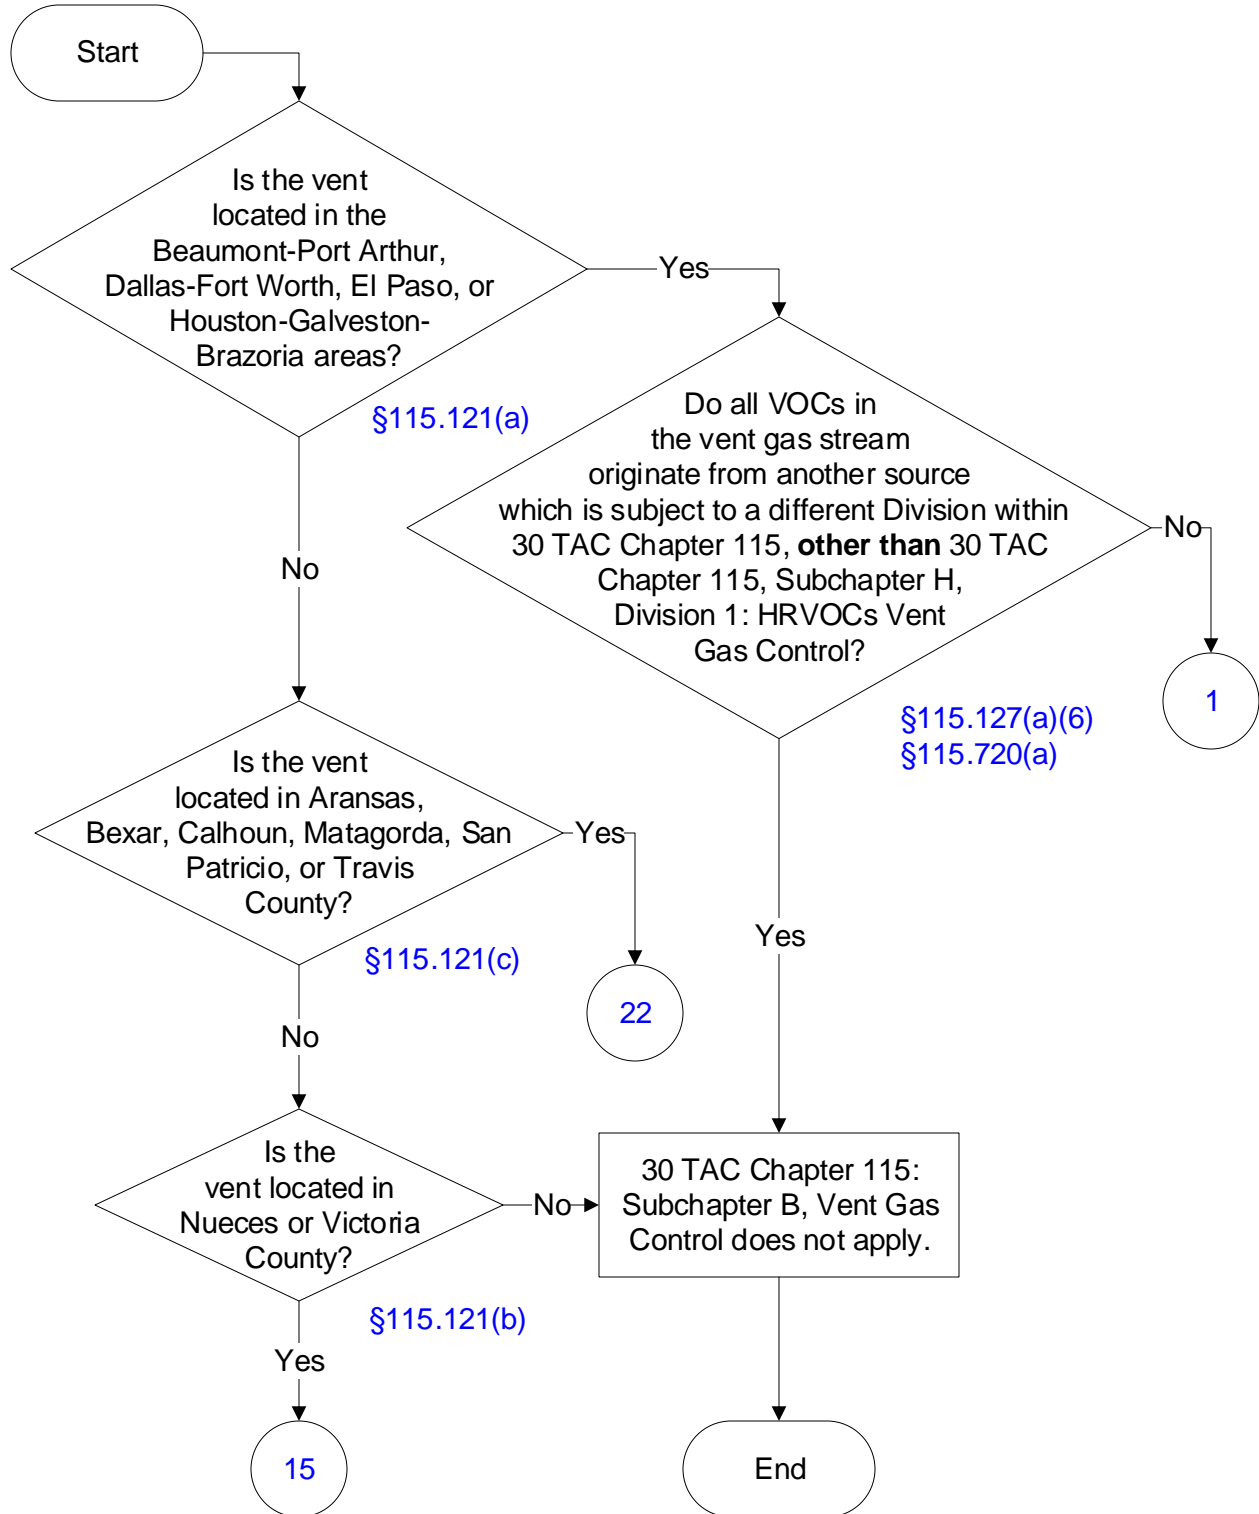 Start
Is the vent
located in the
Beaumont-Port Arthur,
Dallas-Fort Worth, El Paso, or
Houston-Galveston-
Brazoria areas?
Yes
§115.121(a)
No
Do all VOCs in
the vent gas stream
originate from another source
which is subject to a different Division within
30 TAC Chapter 115, other than 30 TAC
Chapter 115, Subchapter H,
Division 1: HRVOCs Vent
Gas Control?
No
1
§115.127(a)(6)
§115.720(a)
Yes
Is the vent
located in Aransas,
Bexar, Calhoun, Matagorda, San
Patricio, or Travis
County?
Yes
§115.121(c)
22
No
Is the
vent located in
Nueces or Victoria
County?
No
§115.121(b)
Yes
15
30 TAC Chapter 115:
Subchapter B, Vent Gas
Control does not apply.
End